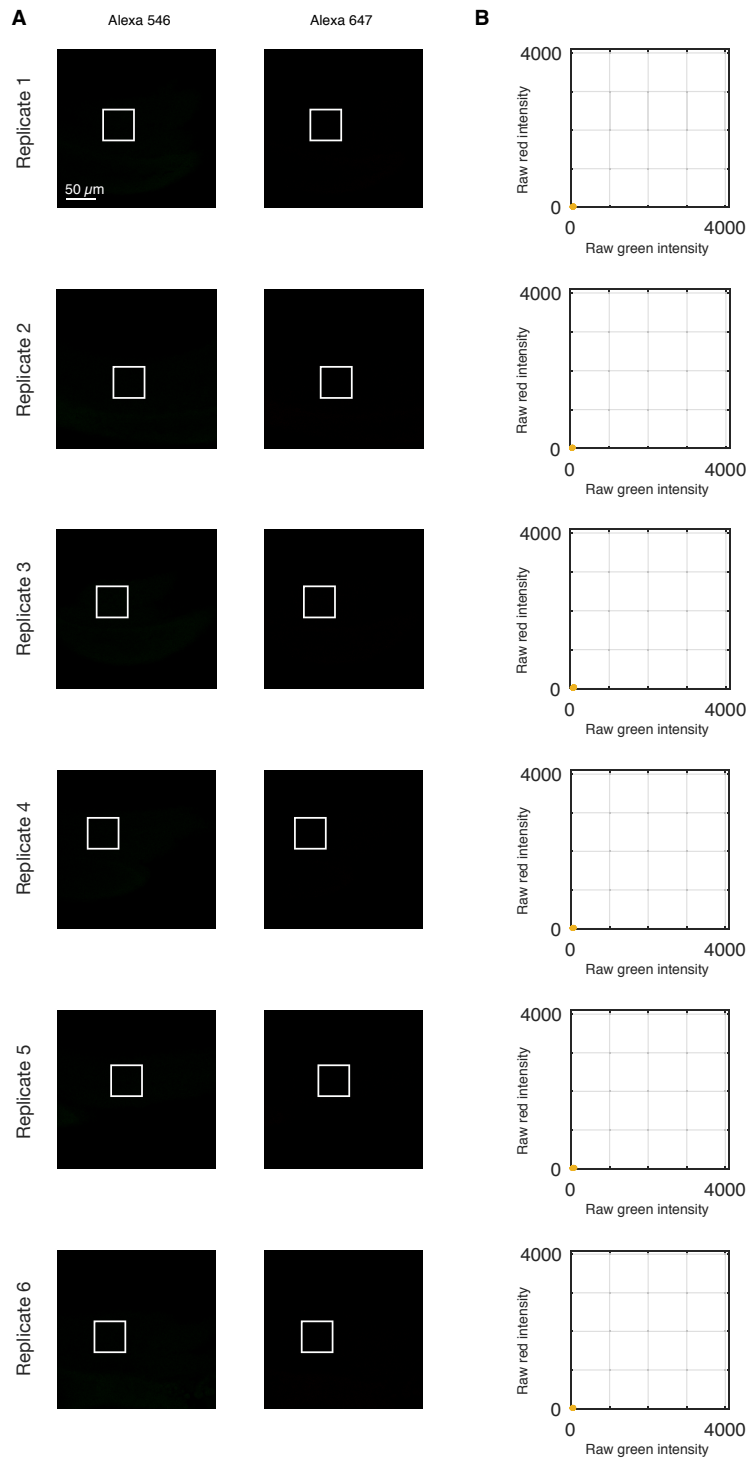 A
Alexa 546
Alexa 647
B
Replicate 1
50 µm
4000
Raw red intensity
0
0
4000
Raw green intensity
Replicate 2
4000
Raw red intensity
0
0
4000
Raw green intensity
Replicate 3
4000
Raw red intensity
0
0
4000
Raw green intensity
Replicate 4
4000
Raw red intensity
0
0
4000
Raw green intensity
Replicate 5
4000
Raw red intensity
0
0
4000
Raw green intensity
Replicate 6
4000
Raw red intensity
0
0
4000
Raw green intensity